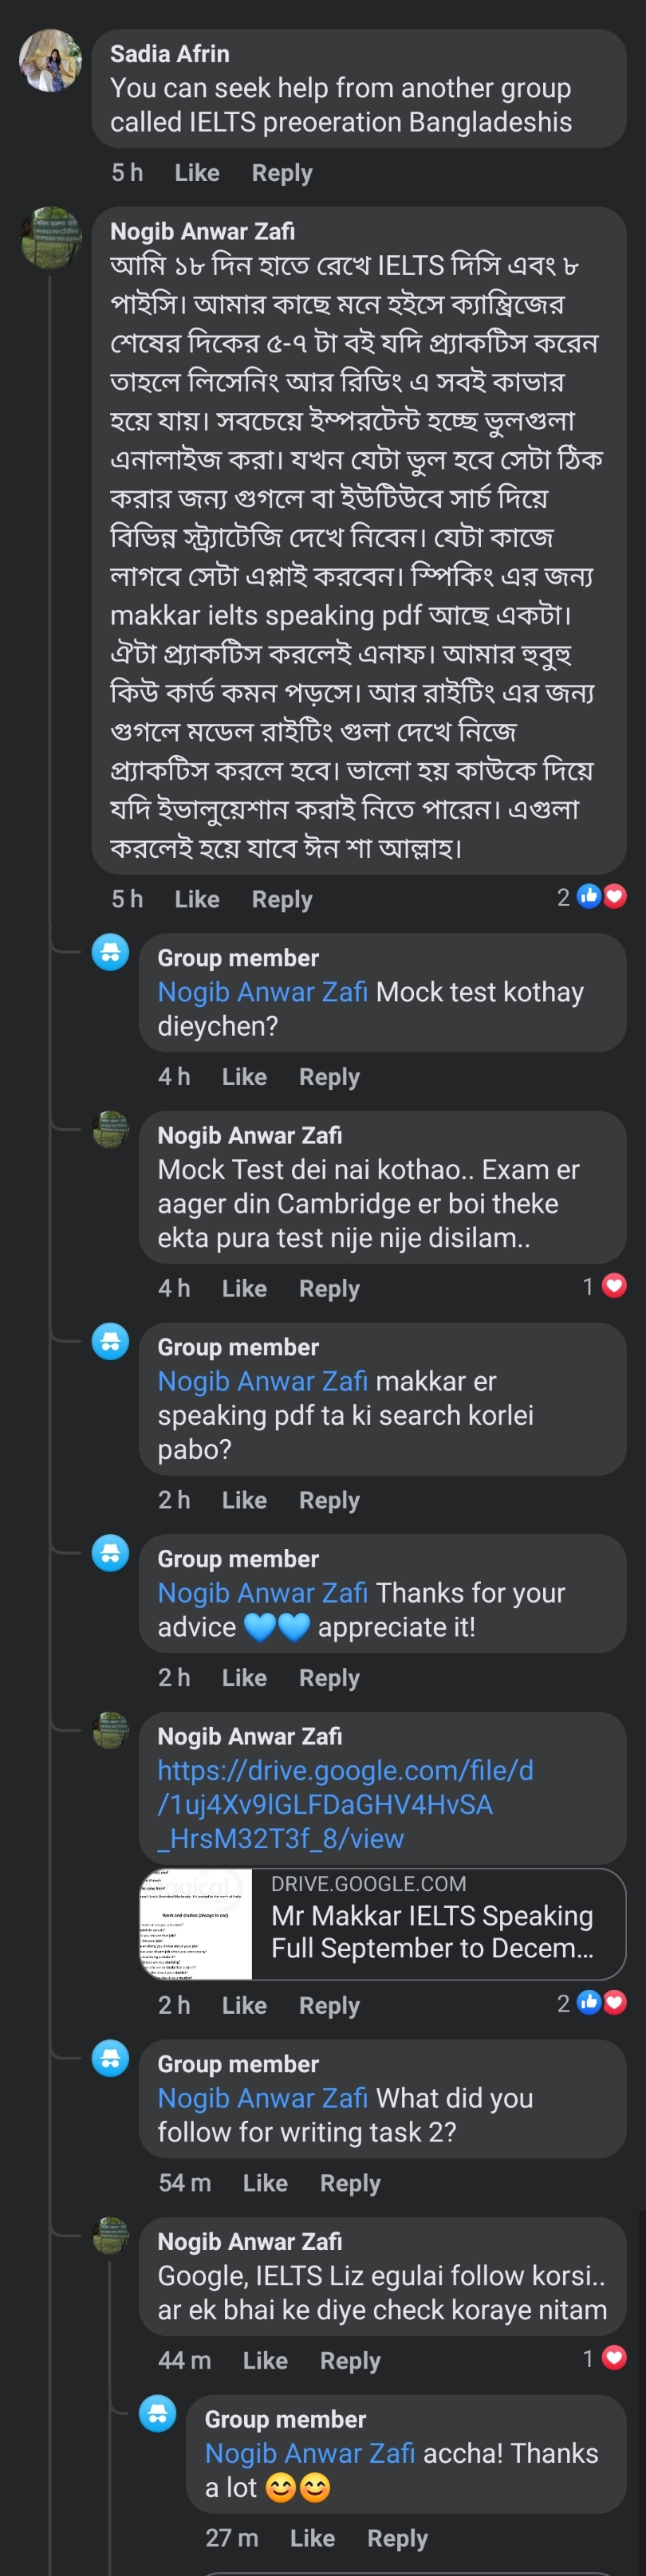 Sadia Afrin
You can seek help from another group
called IELTS preoeration Bangladeshis
5 h Like Reply
Nogib Anwar Zafi
আমি ১৮ দিন হাতে রেখে IELTS দিসি এবং ৮
পাইসি। আমার কাছে মনে হইসে ক্যাম্ব্রিজের
শেষের দিকের ৫-৭ টা বই যদি প্র্যাকটিস করেন
তাহলে লিসেনিং আর রিডিং এ সবই কাভার
হয়ে যায়। সবচেয়ে ইম্পরটেন্ট হচ্ছে ভুলগুলা
এনালাইজ করা। যখন যেটা ভুল হবে সেটা ঠিক
করার জন্য গুগলে বা ইউটিউবে সার্চ দিয়ে
বিভিন্ন স্ট্র্যাটেজি দেখে নিবেন। যেটা কাজে
লাগবে সেটা এপ্লাই করবেন। স্পিকিং এর জন্য
makkar ielts speaking pdf আছে একটা।
ঐটা প্র্যাকটিস করলেই এনাফ। আমার হুবুহু
কিউ কার্ড কমন পড়সে। আর রাইটিং এর জন্য
গুগলে মডেল রাইটিং গুলা দেখে নিজে
প্র্যাকটিস করলে হবে। ভালো হয় কাউকে দিয়ে
যদি ইভালুয়েশান করাই নিতে পারেন। এগুলা
করলেই হয়ে যাবে ঈন শা আল্লাহ।
5 h Like Reply 2
Group member
Nogib Anwar Zafi Mock test kothay
dieychen?
4 h Like Reply
Nogib Anwar Zafi
Mock Test dei nai kothao.. Exam er
aager din Cambridge er boi theke
ekta pura test nije nije disilam..
4 h Like Reply 1
Group member
Nogib Anwar Zafi makkar er
speaking pdf ta ki search korlei
pabo?
2 h Like Reply
Group member
Nogib Anwar Zafi Thanks for your
advice 💙💙 appreciate it!
2 h Like Reply
Nogib Anwar Zafi
https://drive.google.com/file/d
/1uj4Xv9lGLFDaGHV4HvSA
_HrsM32T3f_8/view
DRIVE.GOOGLE.COM
Mr Makkar IELTS Speaking
Full September to Decem...
2 h Like Reply 2
Group member
Nogib Anwar Zafi What did you
follow for writing task 2?
54 m Like Reply
Nogib Anwar Zafi
Google, IELTS Liz egulai follow korsi..
ar ek bhai ke diye check koraye nitam
44 m Like Reply 1
Group member
Nogib Anwar Zafi accha! Thanks
a lot 😊😊
27 m Like Reply